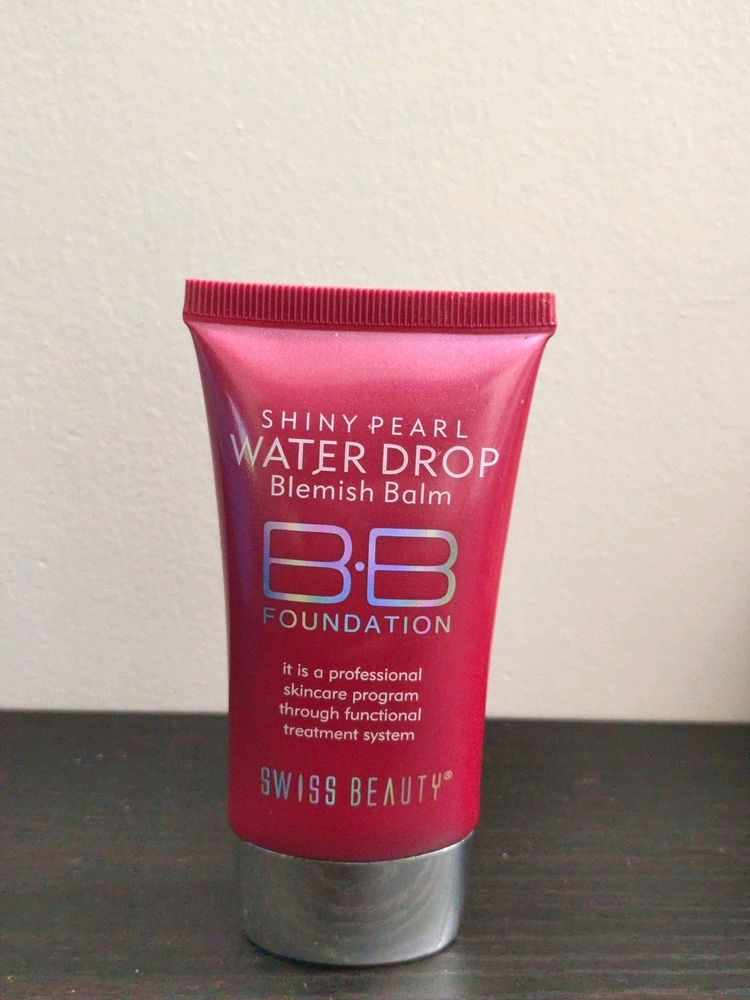 SHINY PEARL
WATER DROP
Blemish Balm
B·B
FOUNDATION
it is a professional
skincare program
through functional
treatment system
SWISS BEAUTY®